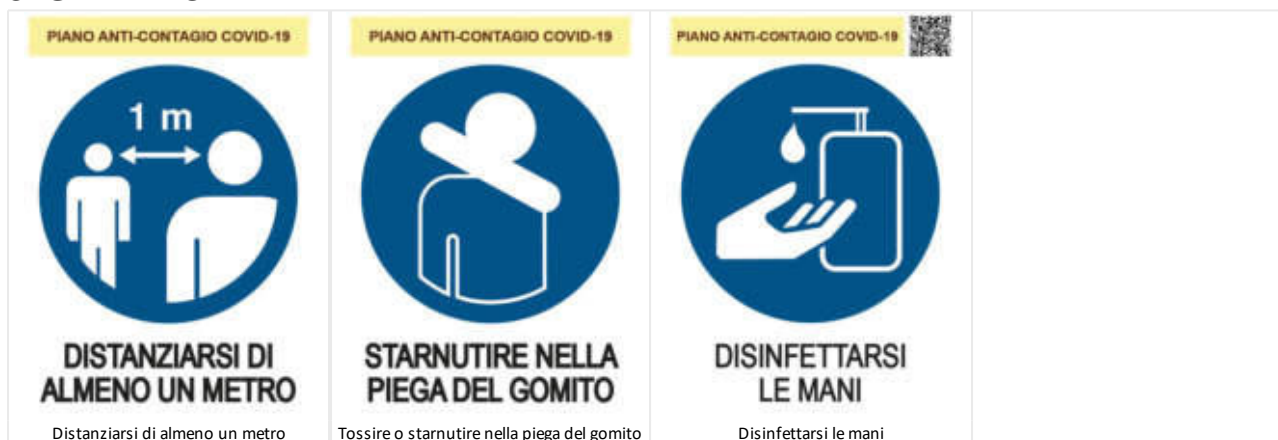 PIANO ANTI-CONTAGIO COVID-19
1 m
DISTANZIARSI DI
ALMENO UN METRO
Distanziarsi di almeno un metro
PIANO ANTI-CONTAGIO COVID-19
STARNUTIRE NELLA
PIEGA DEL GOMITO
Tossire o starnutire nella piega del gomito
PIANO ANTI-CONTAGIO COVID-19
DISINFETTARSI
LE MANI
Disinfettarsi le mani